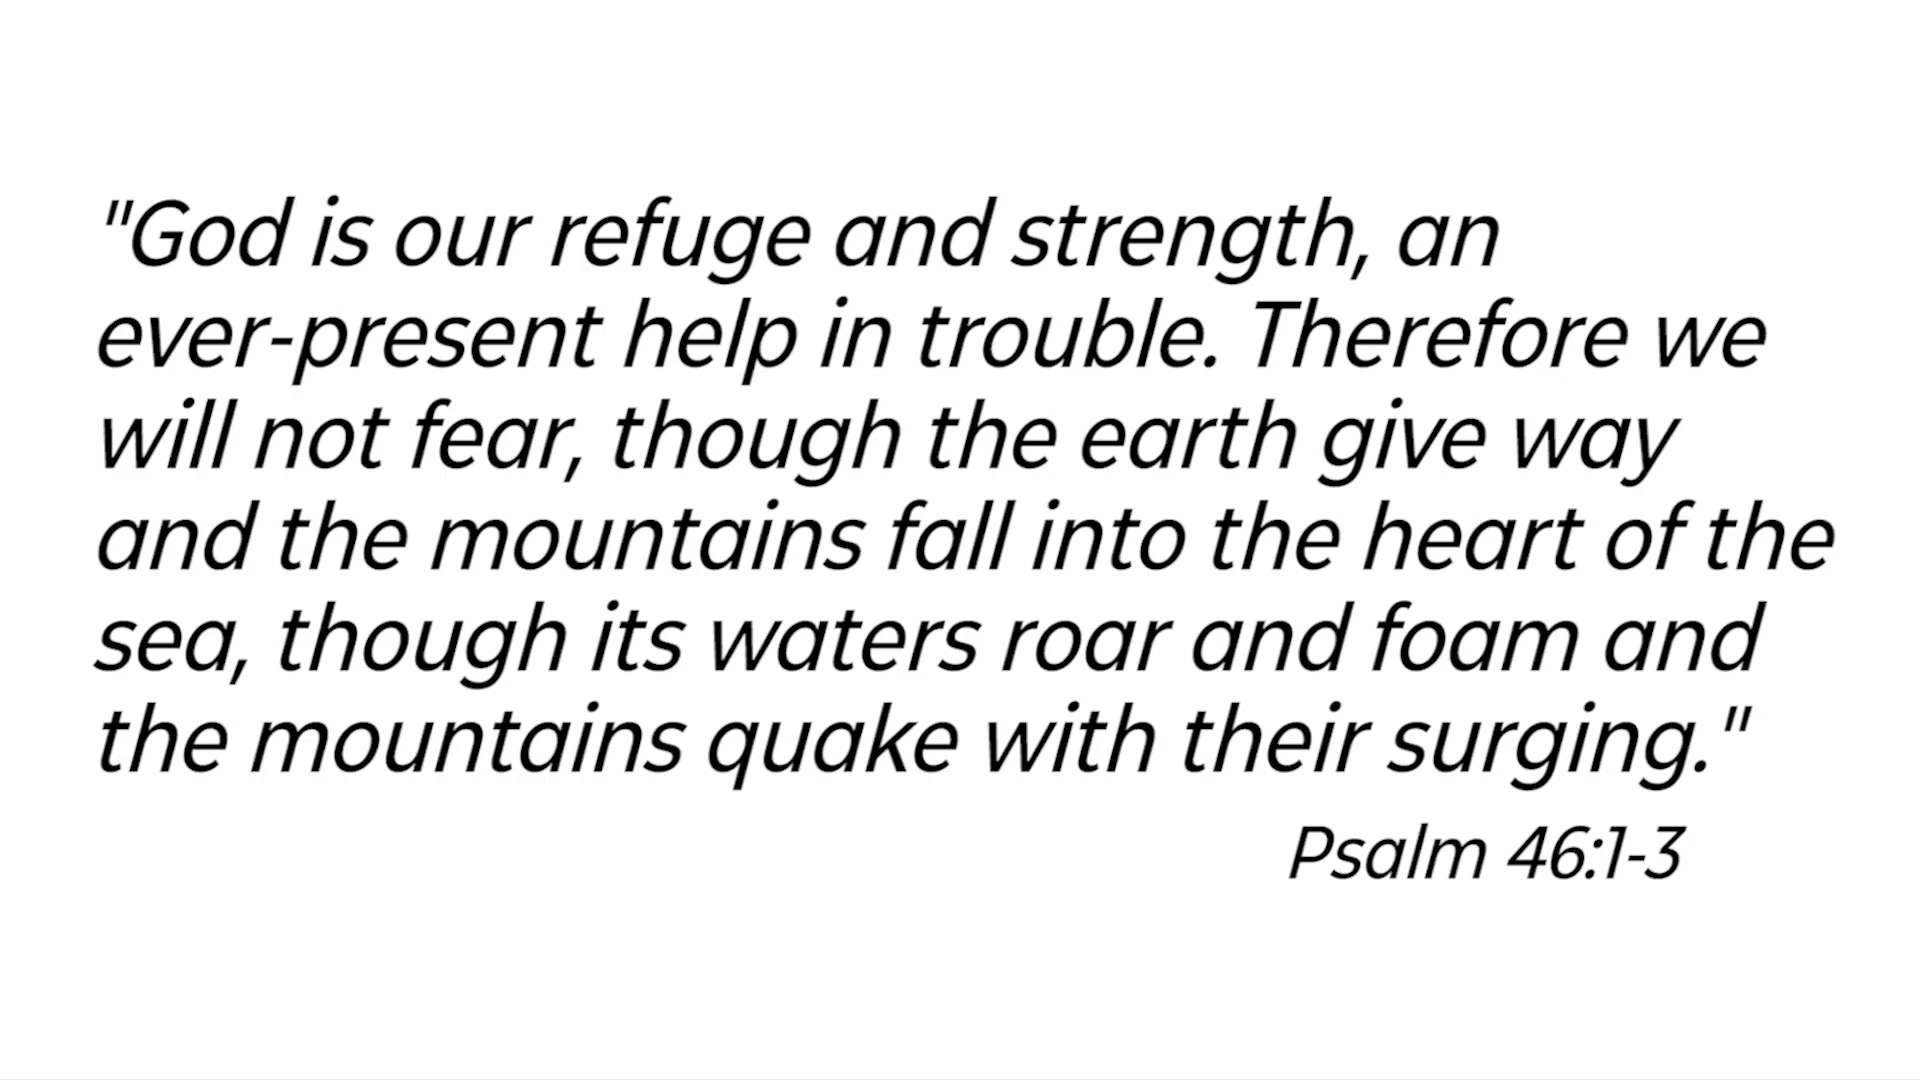 "God is our refuge and strength, an
ever-present help in trouble. Therefore we
will not fear, though the earth give way
and the mountains fall into the heart of the
sea, though its waters roar and foam and
the mountains quake with their surging."
Psalm 46:1-3